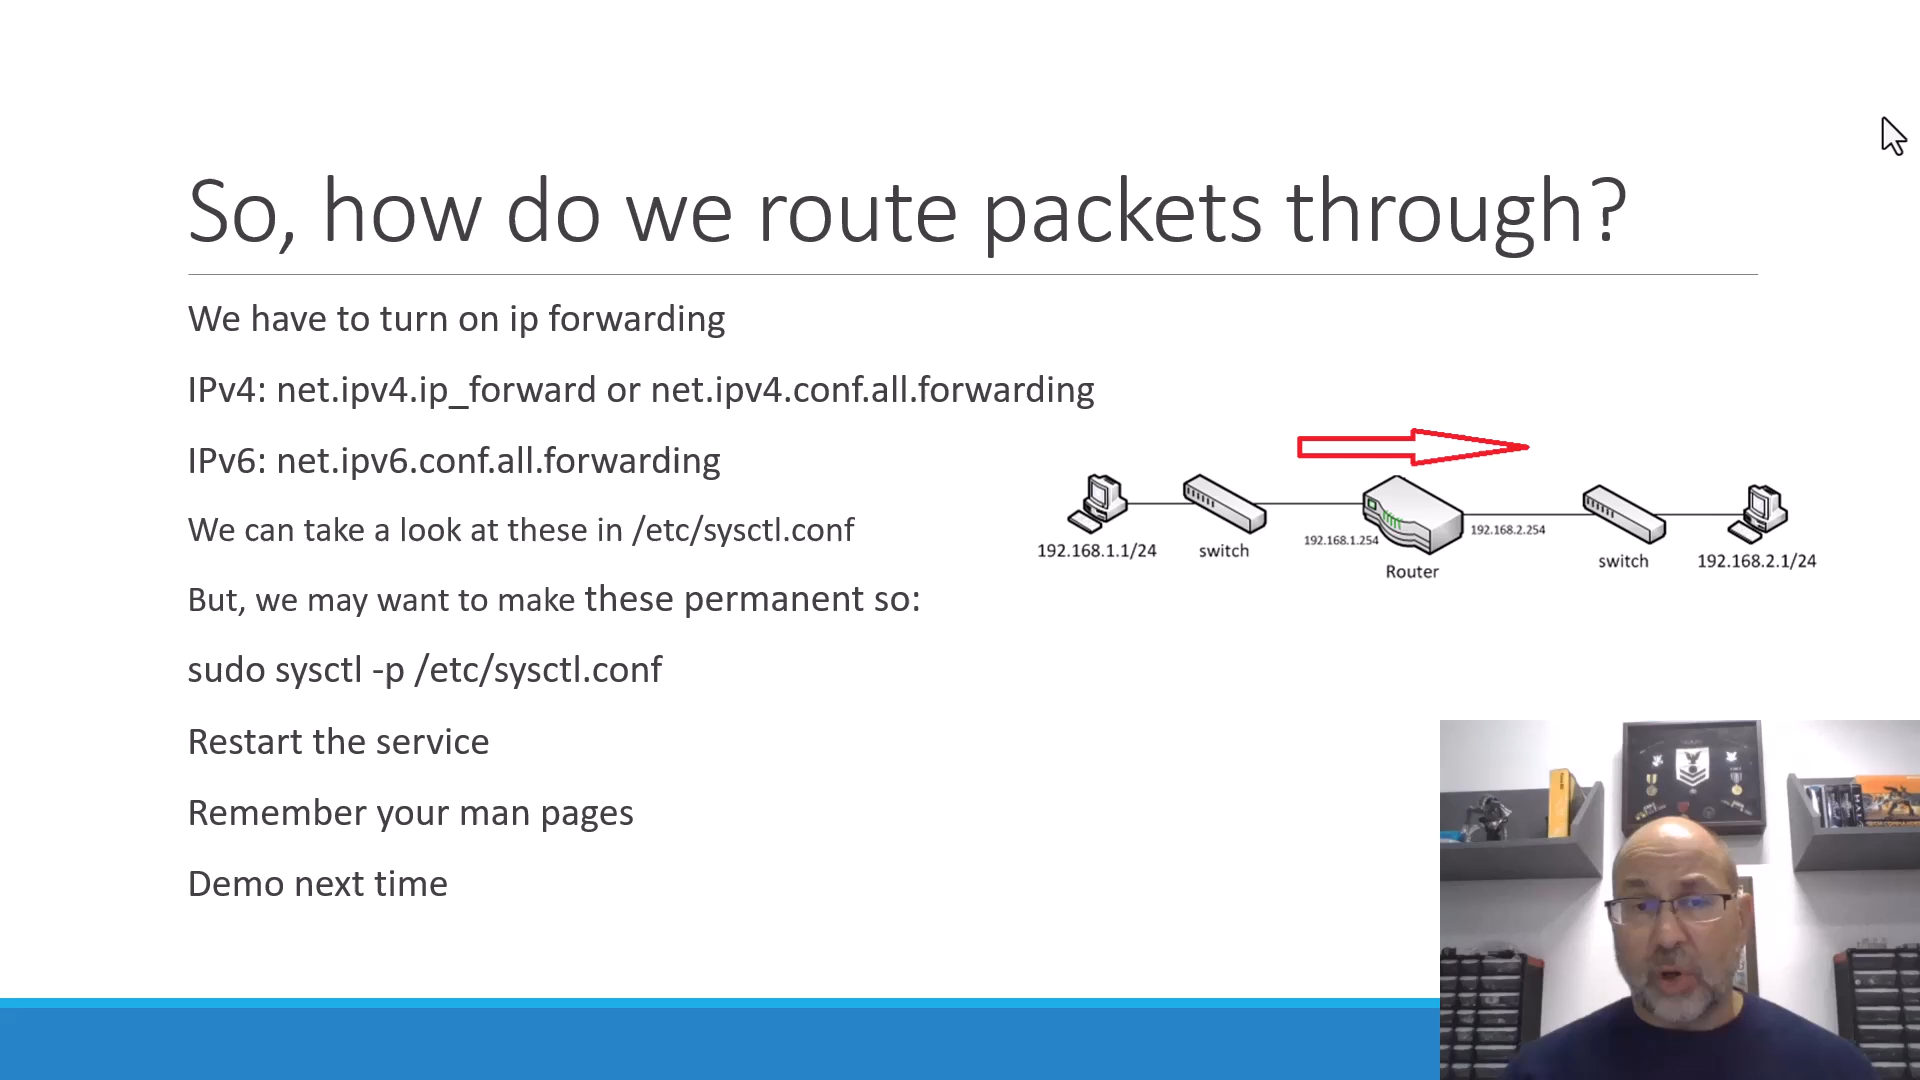 So, how do we route packets through?
We have to turn on ip forwarding
IPv4: net.ipv4.ip_forward or net.ipv4.conf.all.forwarding
IPv6: net.ipv6.conf.all.forwarding
We can take a look at these in /etc/sysctl.conf
But, we may want to make these permanent so:
sudo sysctl -p /etc/sysctl.conf
Restart the service
Remember your man pages
Demo next time
192.168.1.1/24
switch
192.168.1.254
Router
192.168.2.254
switch
192.168.2.1/24